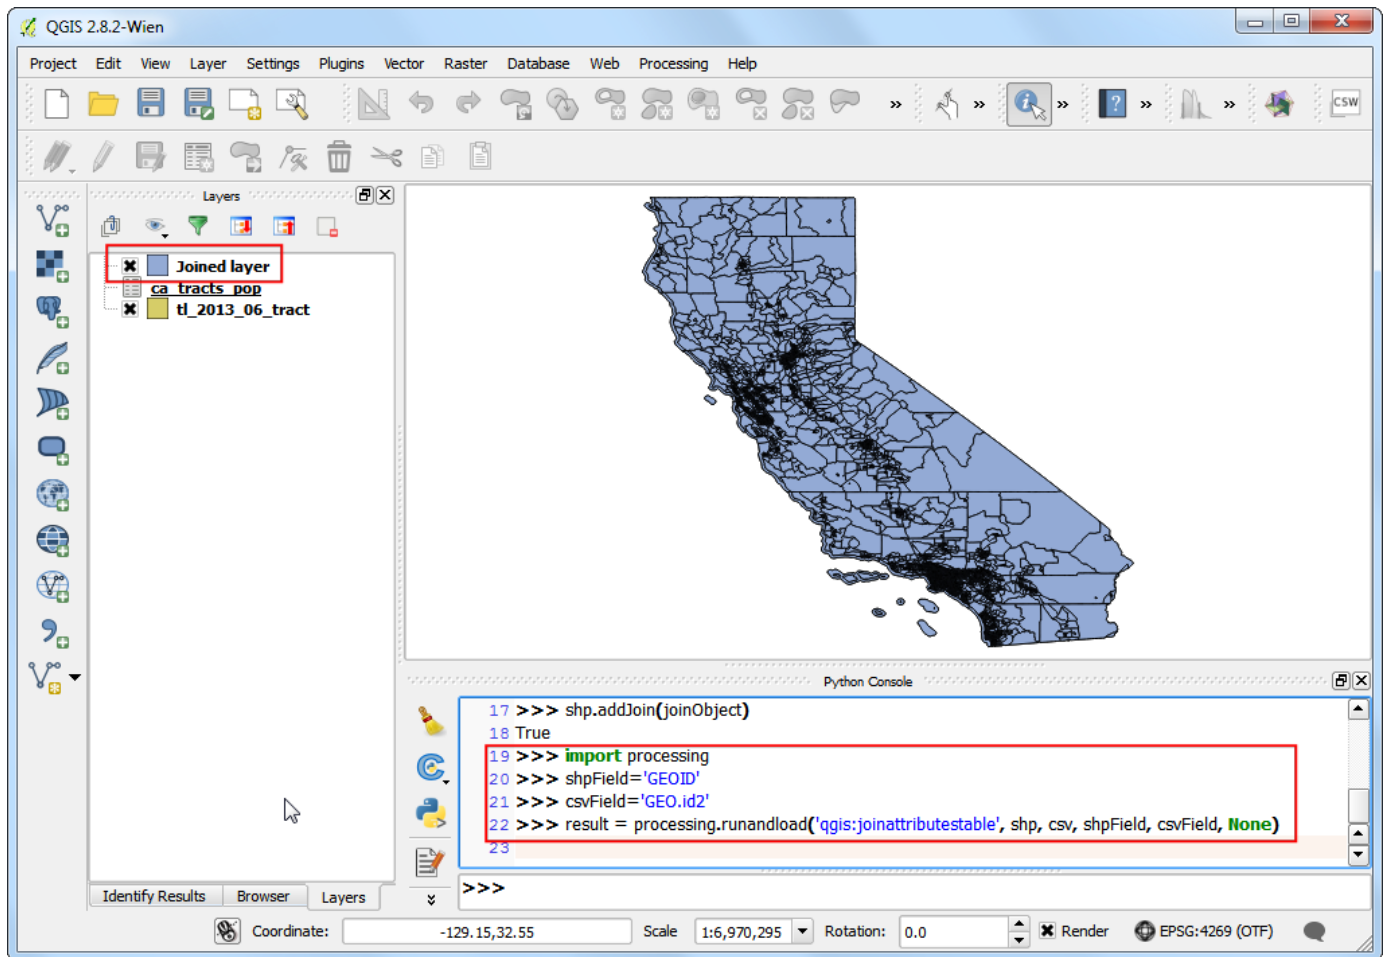 QGIS 2.8.2-Wien
Project Edit View Layer Settings Plugins Vector Raster Database Web Processing Help
CSW
Layers
Joined layer
ca_tracts_pop
tl_2013_06_tract
Python Console
17 >>> shp.addJoin(joinObject)
18 True
19 >>> import processing
20 >>> shpField='GEOID'
21 >>> csvField='GEO.id2'
22 >>> result = processing.runandload('qgis:joinattributestable', shp, csv, shpField, csvField, None)
23
>>>
Identify Results Browser Layers
Coordinate: -129.15,32.55 Scale 1:6,970,295 Rotation: 0.0 Render EPSG:4269 (OTF)